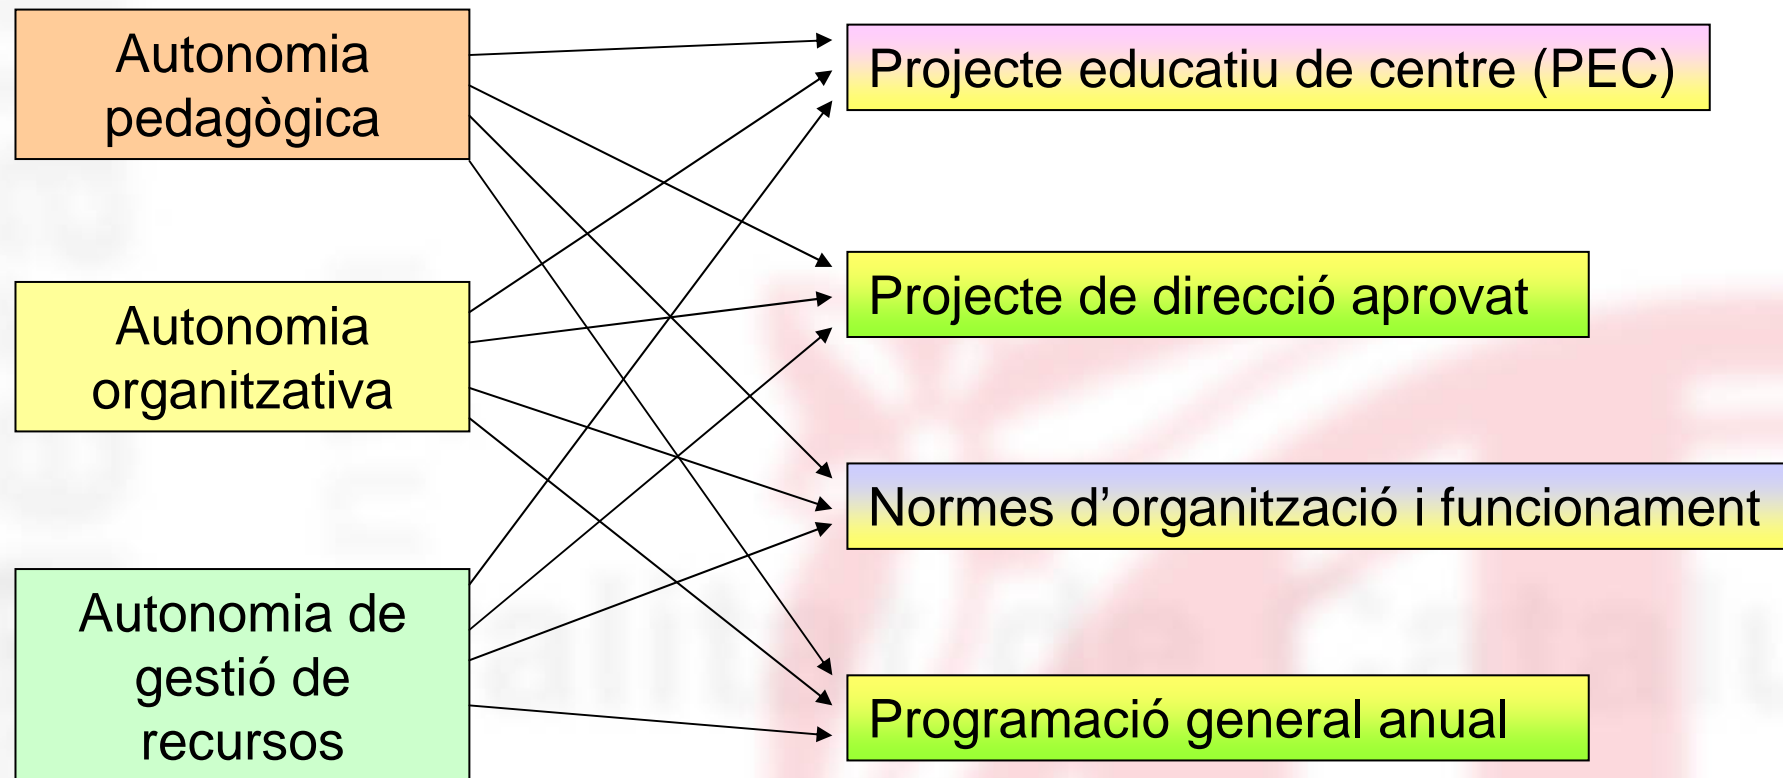 Autonomia
pedagògica
Projecte educatiu de centre (PEC)
Autonomia
organitzativa
Projecte de direcció aprovat
Normes d’organització i funcionament
Autonomia de
gestió de
recursos
Programació general anual